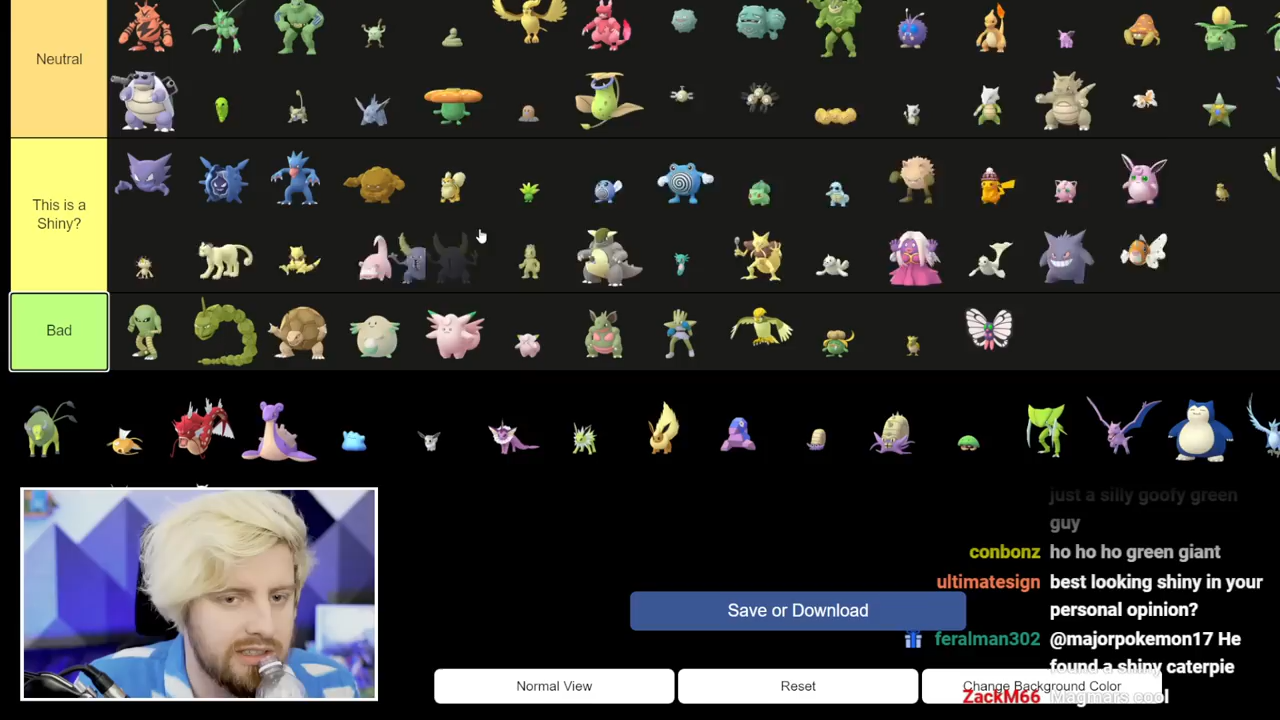 Neutral
This is a
Shiny?
Bad
just a silly goofy green
guy
conbonz ho ho ho green giant
ultimatesign best looking shiny in your
personal opinion?
feralman302 @majorpokemon17 He
found a shiny caterpie
ZackM66 Magmars cool
Save or Download
Normal View
Reset
Change Background Color